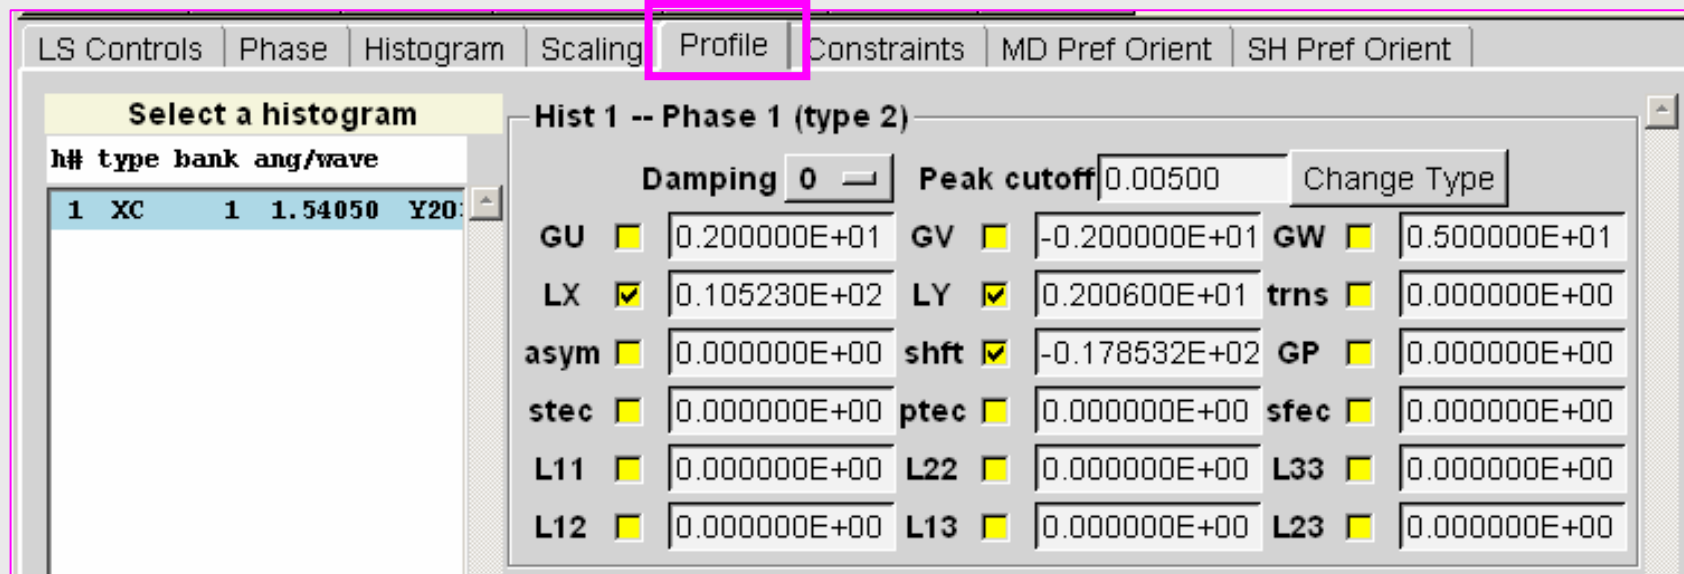 LS Controls Phase Histogram Scaling Profile Constraints MD Pref Orient SH Pref Orient
Select a histogram
h# type bank ang/wave
1 XC 1 1.54050 Y20
Hist 1 -- Phase 1 (type 2)
Damping 0 Peak cutoff 0.00500 Change Type
GU 0.200000E+01 GV -0.200000E+01 GW 0.500000E+01
LX 0.105230E+02 LY 0.200600E+01 trns 0.000000E+00
asym 0.000000E+00 shft -0.178532E+02 GP 0.000000E+00
stec 0.000000E+00 ptec 0.000000E+00 sfec 0.000000E+00
L11 0.000000E+00 L22 0.000000E+00 L33 0.000000E+00
L12 0.000000E+00 L13 0.000000E+00 L23 0.000000E+00